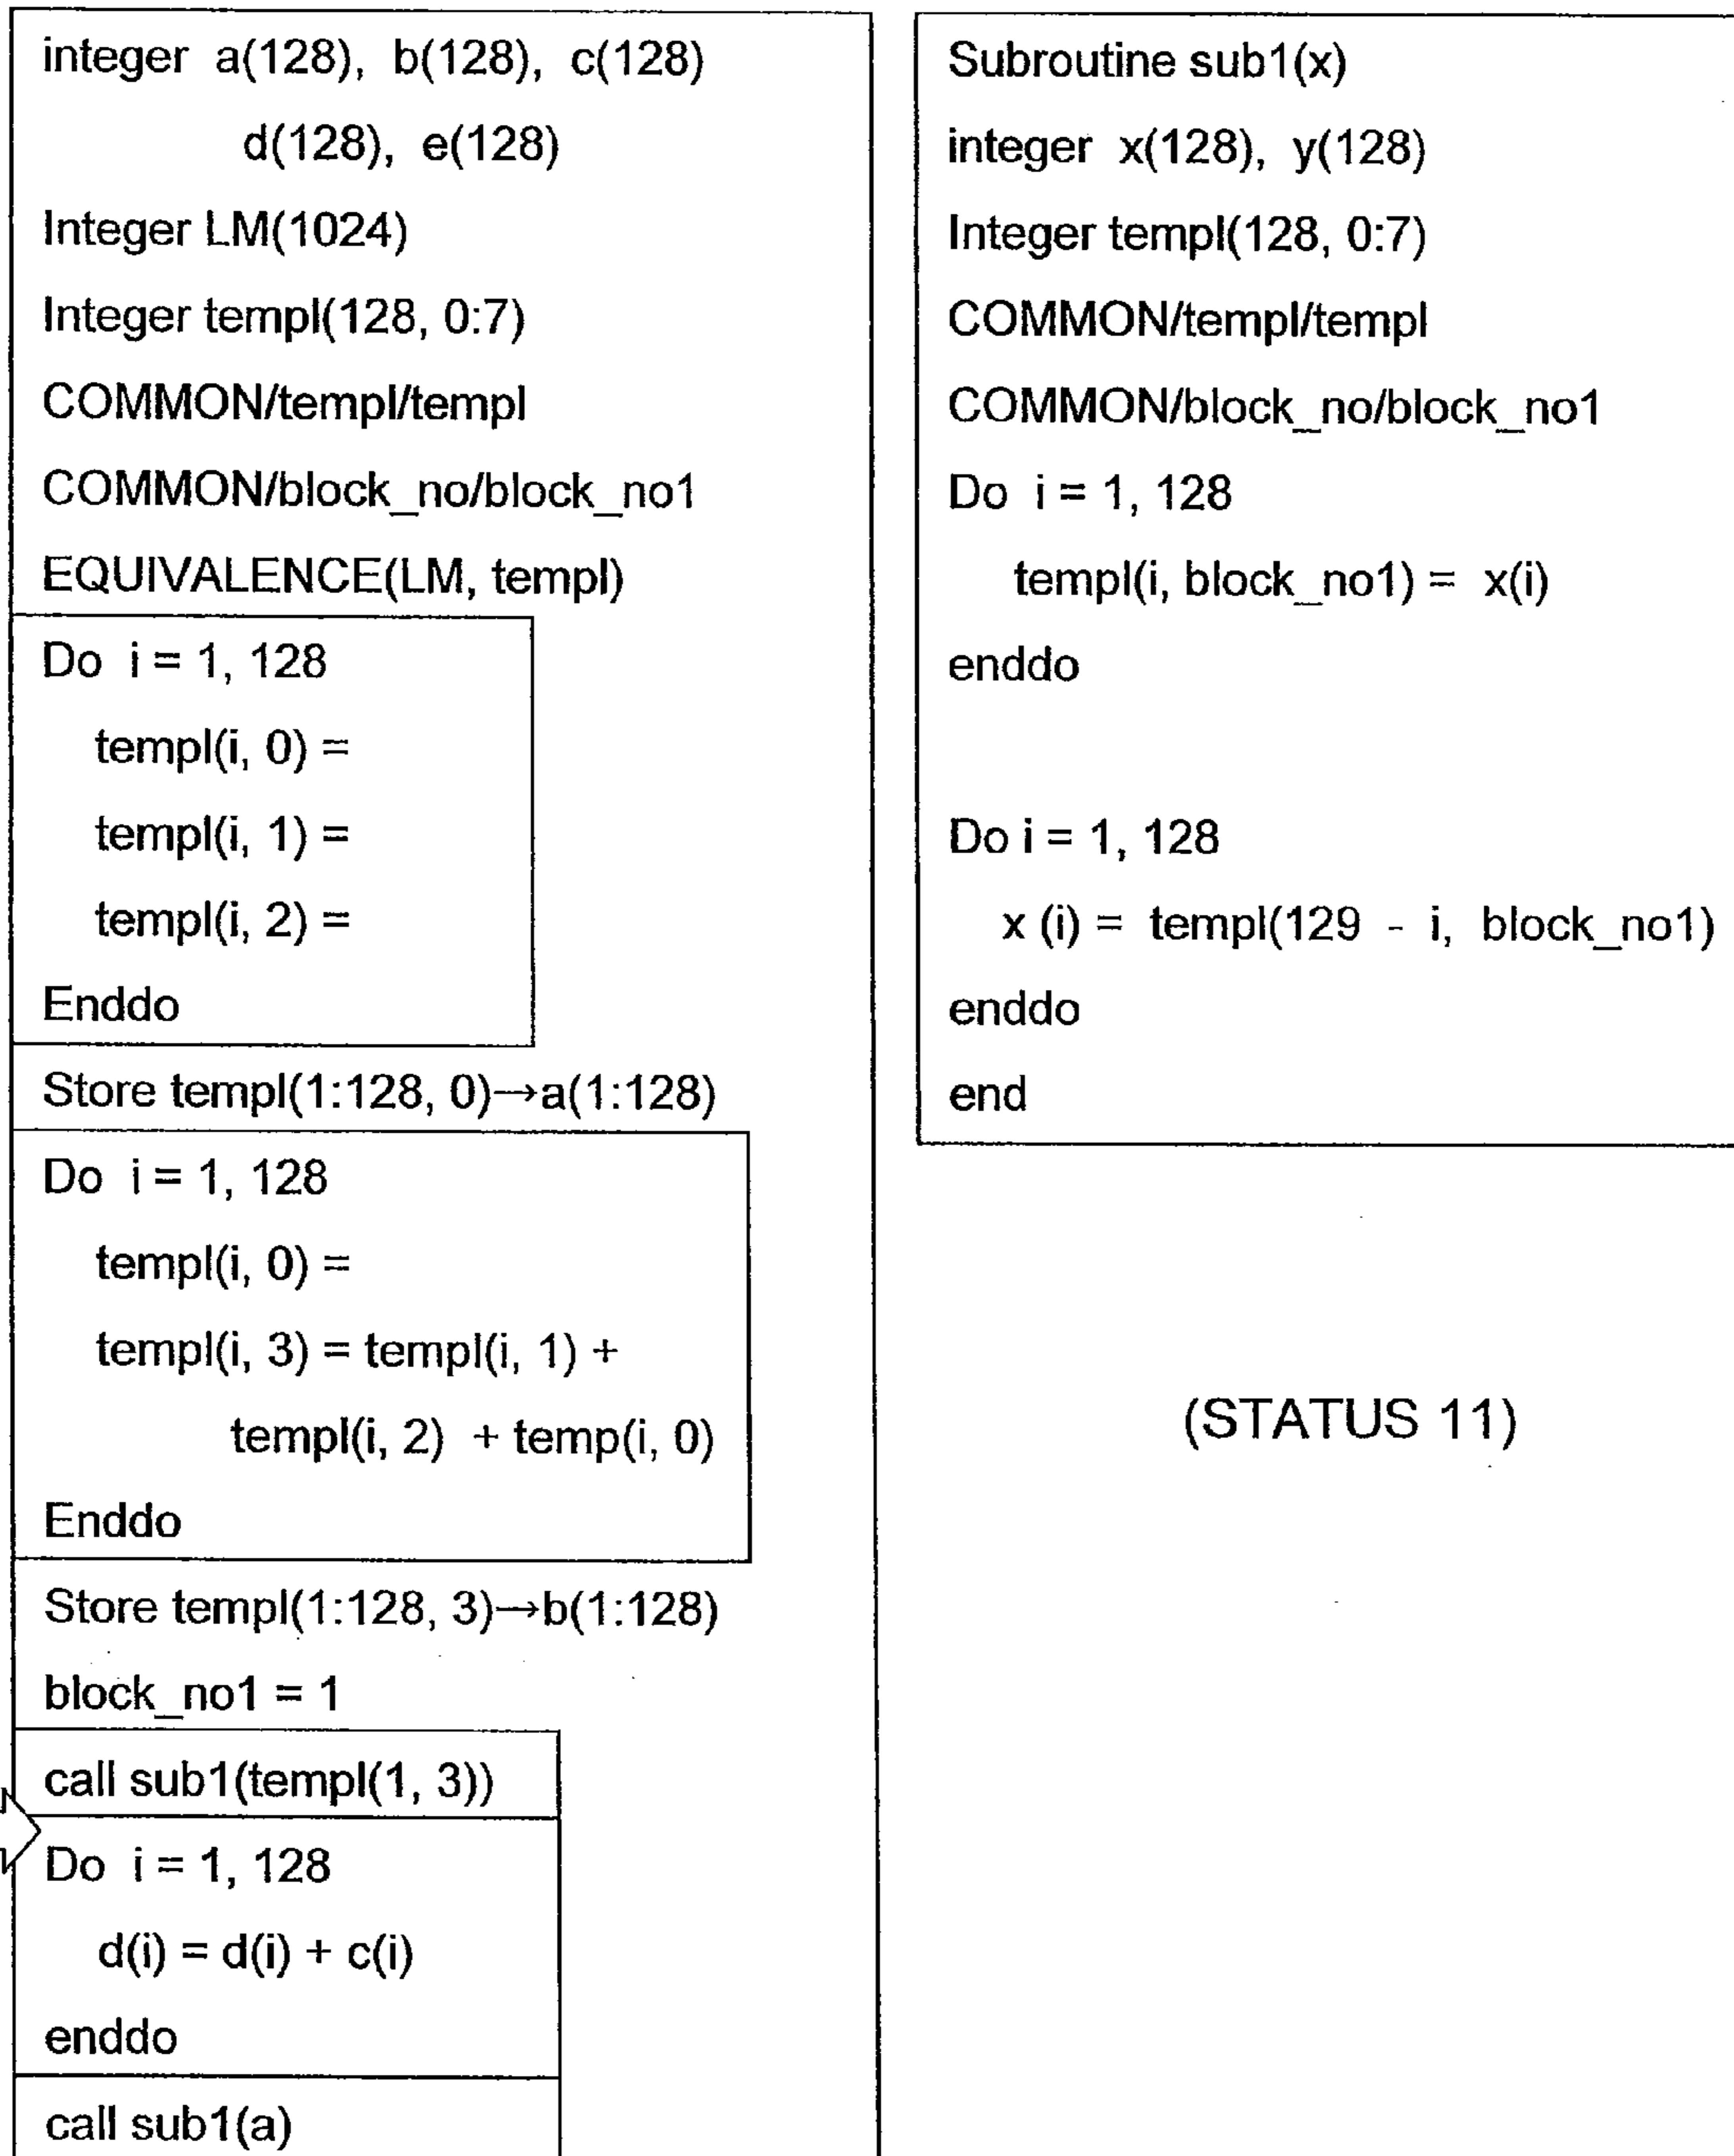 integer a(128), b(128), c(128)
d(128), e(128)
Integer LM(1024)
Integer templ(128, 0:7)
COMMON/templ/templ
COMMON/block_no/block_no1
EQUIVALENCE(LM, templ)
Do i = 1, 128
templ(i, 0) =
templ(i, 1) =
templ(i, 2) =
Enddo
Store templ(1:128, 0)→a(1:128)
Do i = 1, 128
templ(i, 0) =
templ(i, 3) = templ(i, 1) +
templ(i, 2) + temp(i, 0)
Enddo
Store templ(1:128, 3)→b(1:128)
block_no1 = 1
call sub1(templ(1, 3))
Do i = 1, 128
d(i) = d(i) + c(i)
enddo
call sub1(a)
Subroutine sub1(x)
integer x(128), y(128)
Integer templ(128, 0:7)
COMMON/templ/templ
COMMON/block_no/block_no1
Do i = 1, 128
templ(i, block_no1) = x(i)
enddo
Do i = 1, 128
x (i) = templ(129 - i, block_no1)
enddo
end
(STATUS 11)